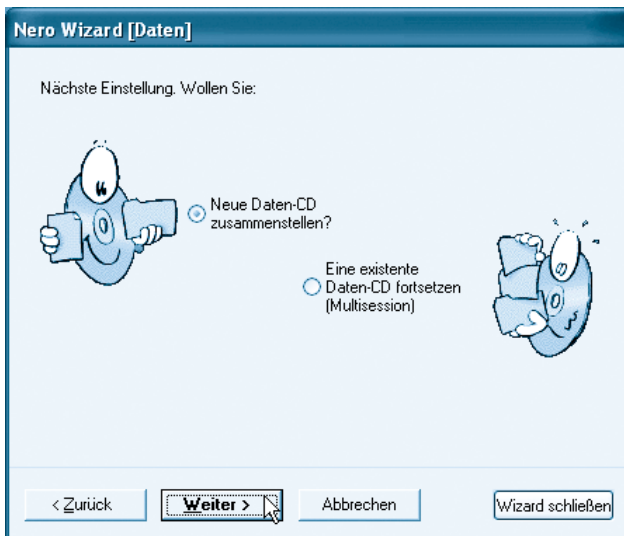 Nero Wizard [Daten]
Nächste Einstellung. Wollen Sie:
Neue Daten-CD
zusammenstellen?
Eine existente
Daten-CD fortsetzen
(Multisession)
< Zurück
Weiter >
Abbrechen
Wizard schließen